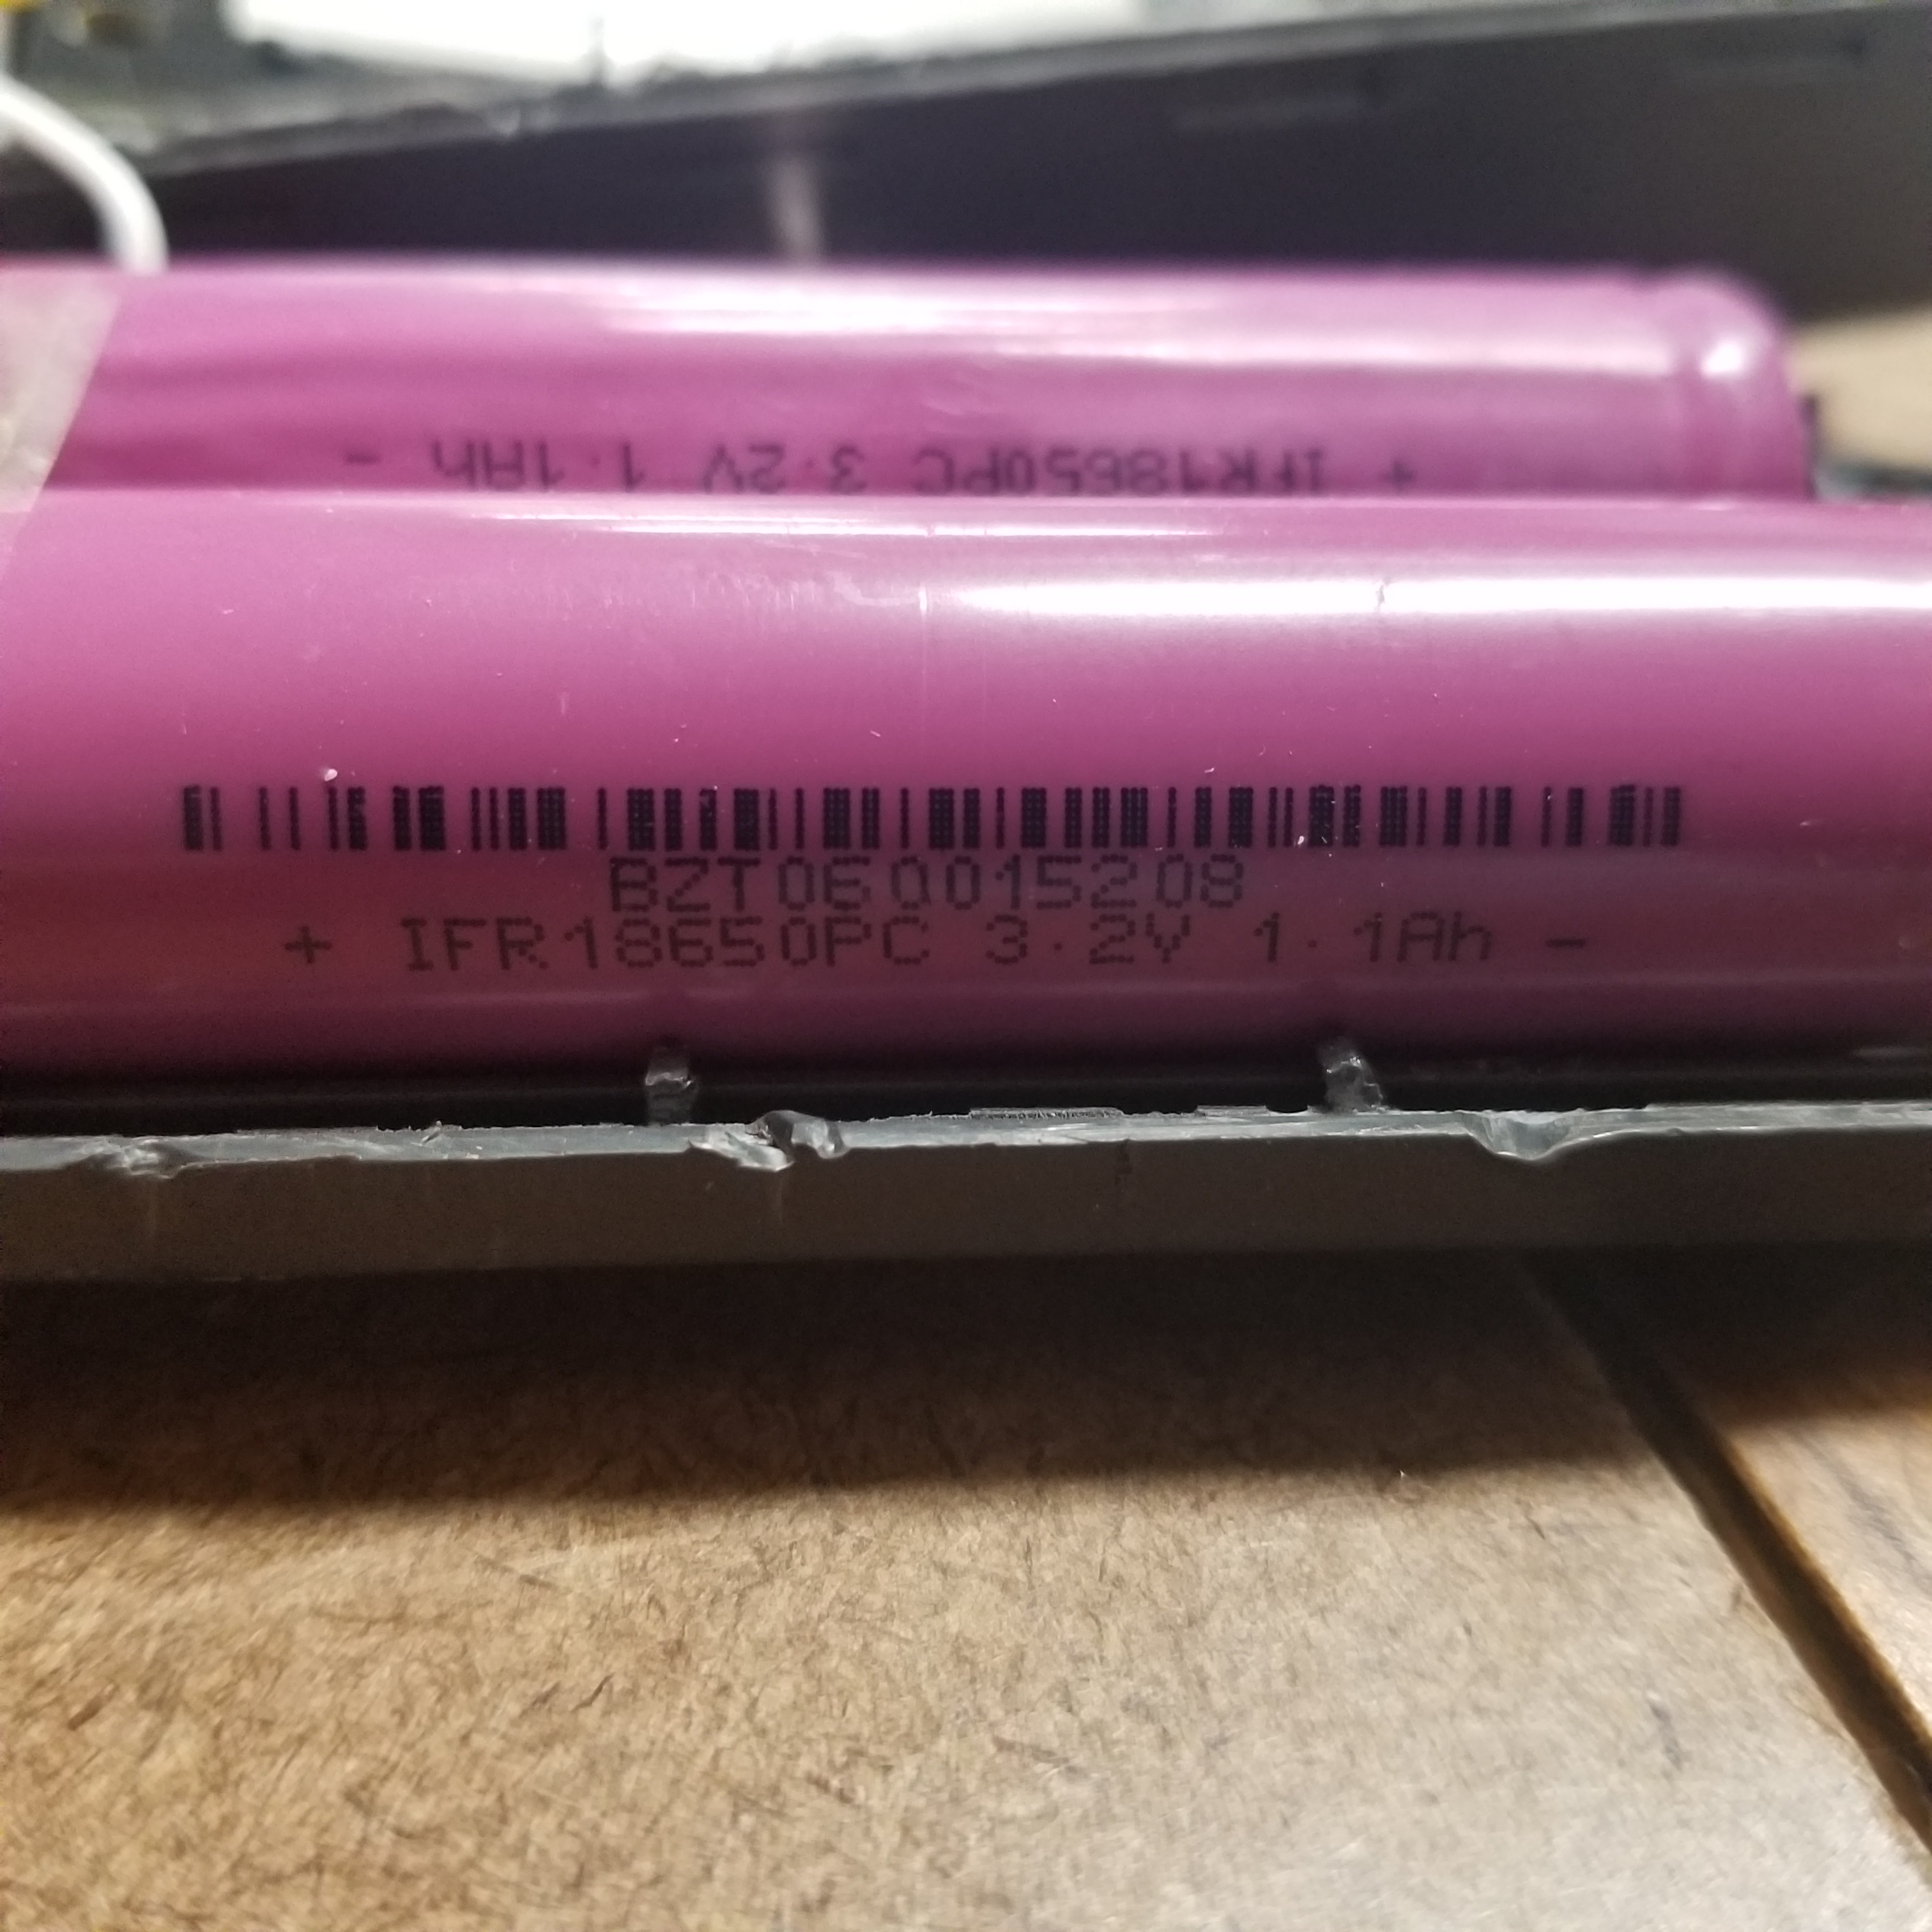 + IFR18650PC 3.2V 1.1Ah -
BZT060015208
+ IFR18650PC 3.2V 1.1Ah -